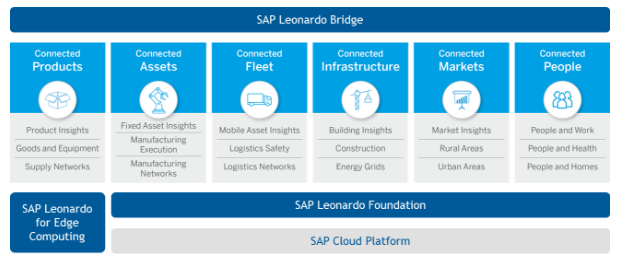 SAP Leonardo Bridge
Connected
Products
Product Insights
Goods and Equipment
Supply Networks
Connected
Assets
Fixed Asset Insights
Manufacturing
Execution
Manufacturing
Networks
Connected
Fleet
Mobile Asset Insights
Logistics Safety
Logistics Networks
Connected
Infrastructure
Building Insights
Construction
Energy Grids
Connected
Markets
Market Insights
Rural Areas
Urban Areas
Connected
People
People and Work
People and Health
People and Homes
SAP Leonardo
for Edge
Computing
SAP Leonardo Foundation
SAP Cloud Platform